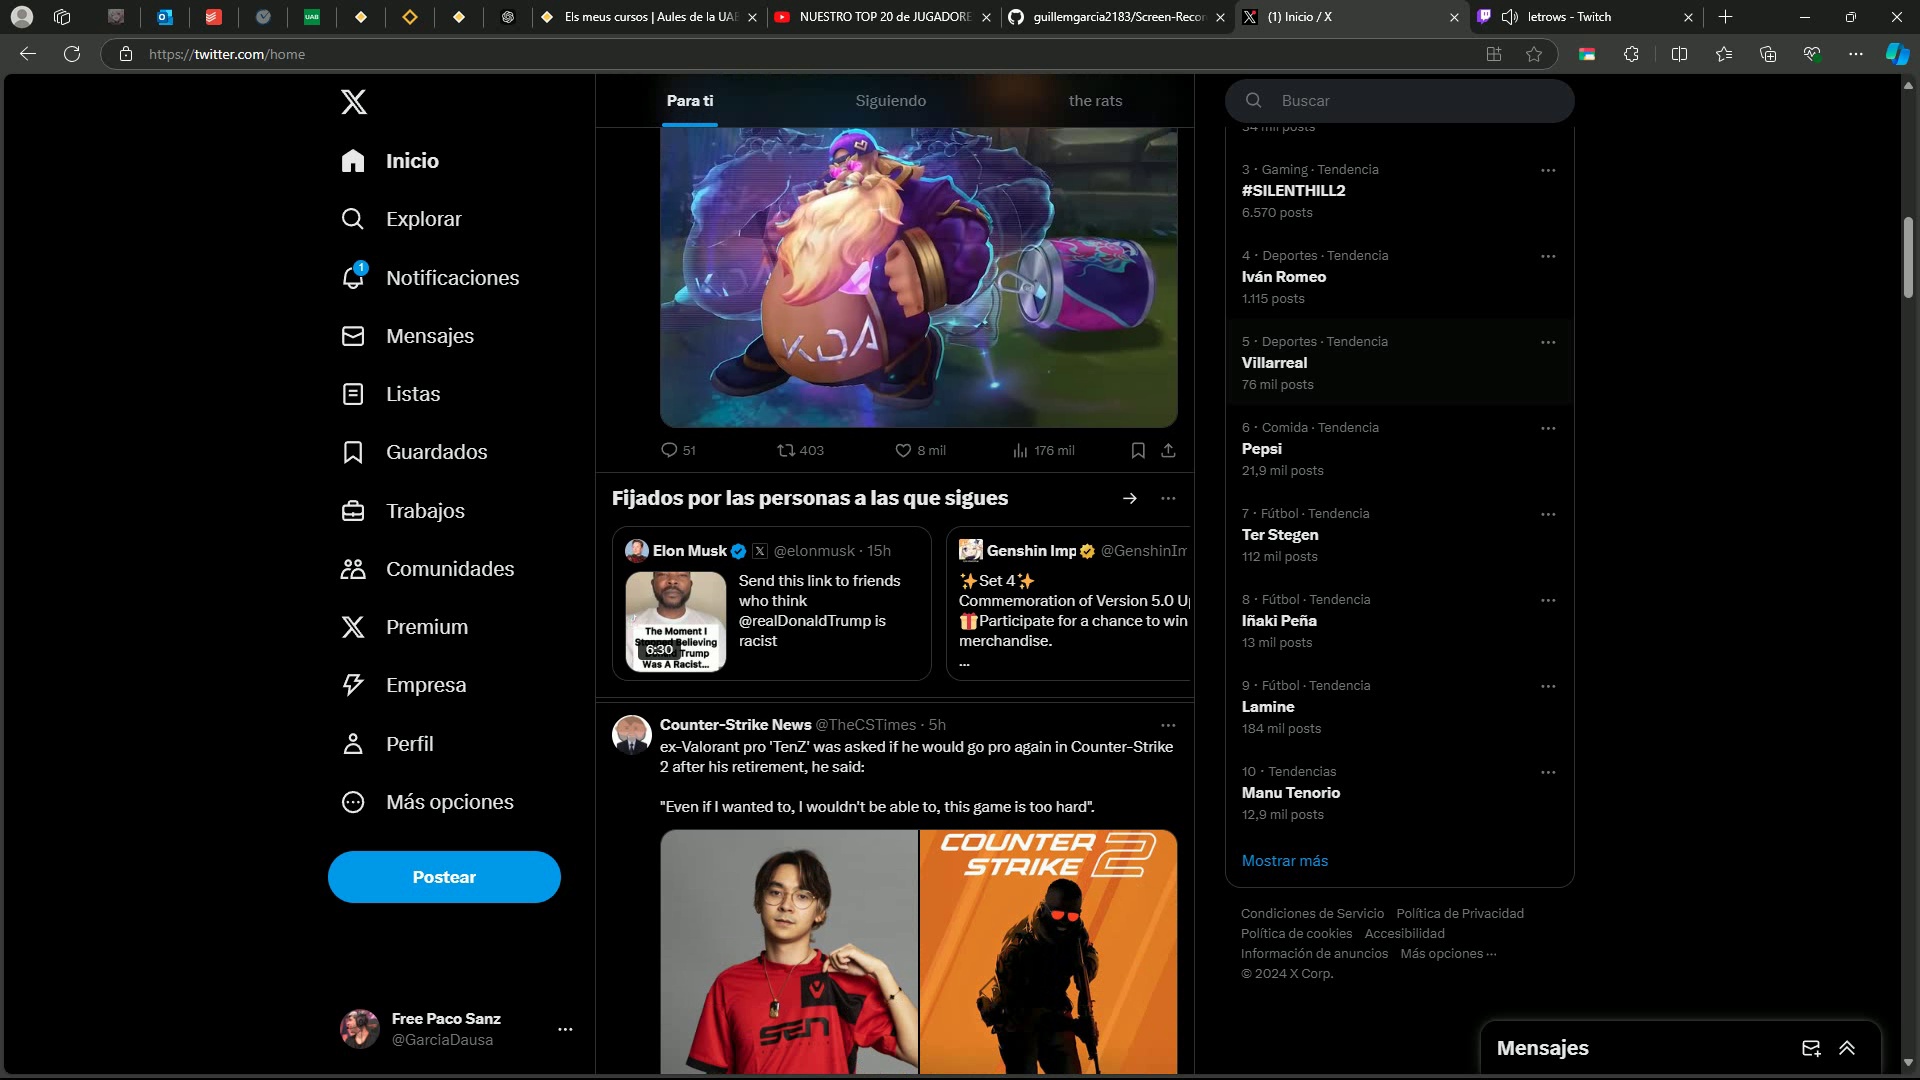 UAB
Els meus cursos | Aules de la UAB
NUESTRO TOP 20 de JUGADORE
guillemgarcia2183/Screen-Recor
(1) Inicio / X
letrows - Twitch
https://twitter.com/home
Inicio
Explorar
1
Notificaciones
Mensajes
Listas
Guardados
Trabajos
Comunidades
Premium
Empresa
Perfil
Más opciones
Postear
Free Paco Sanz
@GarciaDausa
Para ti
Siguiendo
the rats
KDA
51
403
8 mil
176 mil
Fijados por las personas a las que sigues
Elon Musk @elonmusk · 15h
Send this link to friends
who think
@realDonaldTrump is
racist
The Moment I
Stopped Believing
Trump
Was A Racist...
6:30
Genshin Imp @GenshinIm
✨Set 4✨
Commemoration of Version 5.0 Up
🎁Participate for a chance to win
merchandise.
...
Counter-Strike News @TheCSTimes · 5h
ex-Valorant pro 'TenZ' was asked if he would go pro again in Counter-Strike
2 after his retirement, he said:
"Even if I wanted to, I wouldn't be able to, this game is too hard".
SEN
COUNTER
STRIKE 2
Buscar
34 mil posts
3 · Gaming · Tendencia
#SILENTHILL2
6.570 posts
4 · Deportes · Tendencia
Iván Romeo
1.115 posts
5 · Deportes · Tendencia
Villarreal
76 mil posts
6 · Comida · Tendencia
Pepsi
21,9 mil posts
7 · Fútbol · Tendencia
Ter Stegen
112 mil posts
8 · Fútbol · Tendencia
Iñaki Peña
13 mil posts
9 · Fútbol · Tendencia
Lamine
184 mil posts
10 · Tendencias
Manu Tenorio
12,9 mil posts
Mostrar más
Condiciones de Servicio Política de Privacidad
Política de cookies Accesibilidad
Información de anuncios Más opciones ···
© 2024 X Corp.
Mensajes